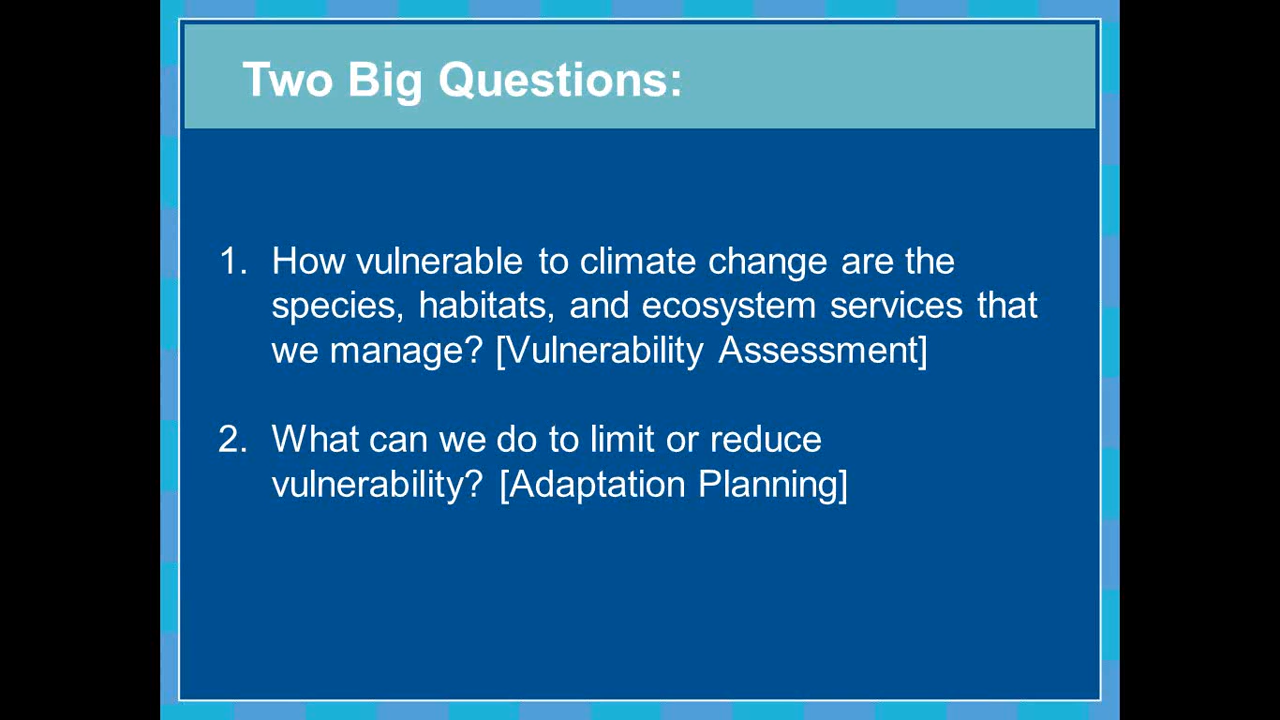 Two Big Questions:
1. How vulnerable to climate change are the
species, habitats, and ecosystem services that
we manage? [Vulnerability Assessment]
2. What can we do to limit or reduce
vulnerability? [Adaptation Planning]